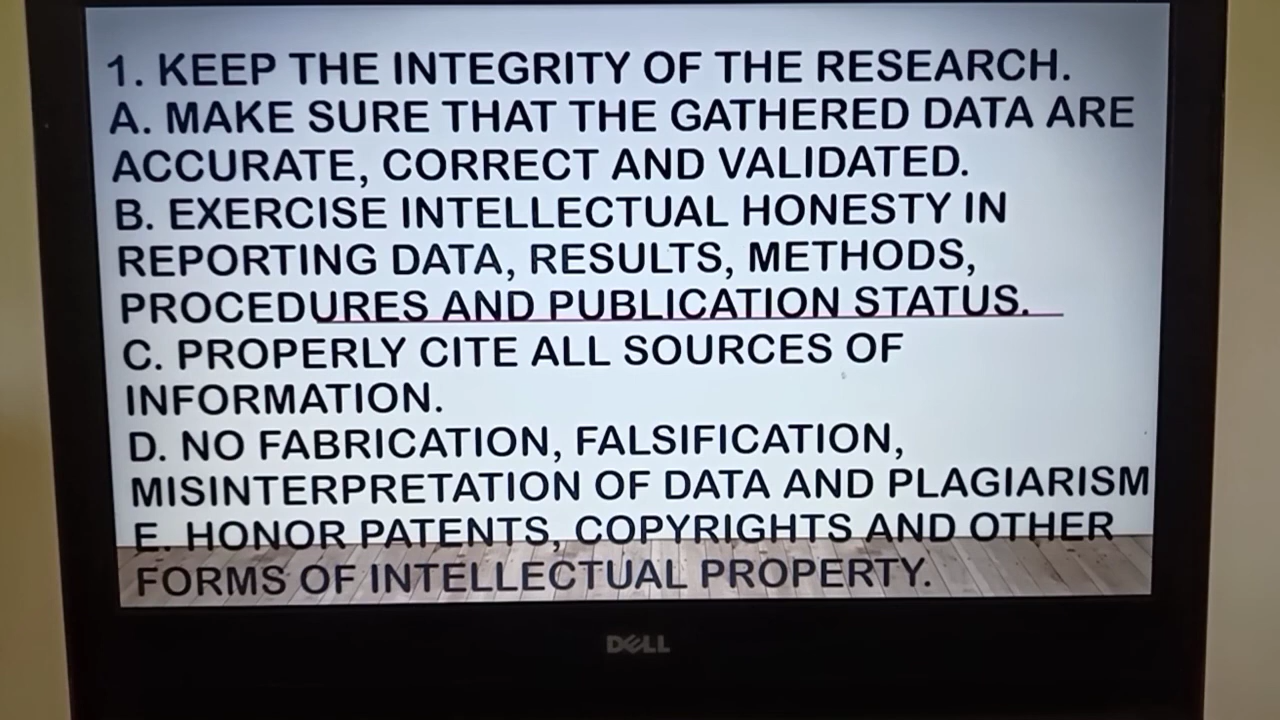 1. KEEP THE INTEGRITY OF THE RESEARCH.
A. MAKE SURE THAT THE GATHERED DATA ARE
ACCURATE, CORRECT AND VALIDATED.
B. EXERCISE INTELLECTUAL HONESTY IN
REPORTING DATA, RESULTS, METHODS,
PROCEDURES AND PUBLICATION STATUS.
C. PROPERLY CITE ALL SOURCES OF
INFORMATION.
D. NO FABRICATION, FALSIFICATION,
MISINTERPRETATION OF DATA AND PLAGIARISM
E. HONOR PATENTS, COPYRIGHTS AND OTHER
FORMS OF INTELLECTUAL PROPERTY.
DELL